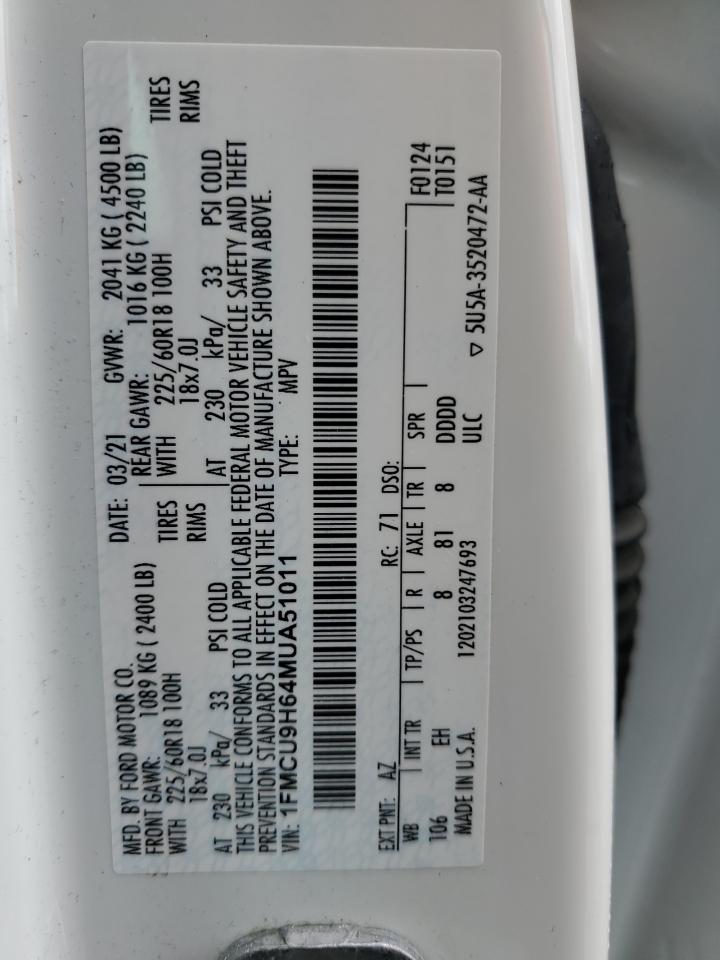 MFD. BY FORD MOTOR CO.
DATE: 03/21 GVWR: 2041 KG ( 4500 LB)
FRONT GAWR: 1089 KG ( 2400 LB) REAR GAWR: 1016 KG ( 2240 LB)
WITH 225/60R18 100H TIRES WITH 225/60R18 100H TIRES
18x7.0J RIMS 18x7.0J RIMS
AT 230 kPa/ 33 PSI COLD AT 230 kPa/ 33 PSI COLD
THIS VEHICLE CONFORMS TO ALL APPLICABLE FEDERAL MOTOR VEHICLE SAFETY AND THEFT
PREVENTION STANDARDS IN EFFECT ON THE DATE OF MANUFACTURE SHOWN ABOVE.
VIN: 1FMCU9H64MUA51011 TYPE: MPV
EXT PNT: AZ RC: 71 DSO: F0124
WB INT TR TP/PS R AXLE TR SPR T0151
T06 EH 8 81 8 DDDD
MADE IN U.S.A. 1202103247693 ULC ▽ 5U5A-3520472-AA